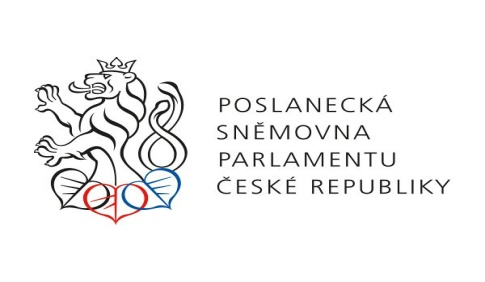 POSLANECKÁ
SNĚMOVNA
PARLAMENTU
ČESKÉ REPUBLIKY